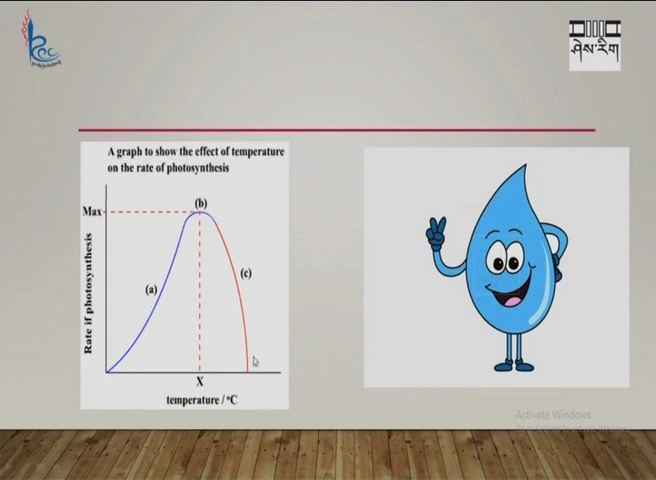 ཤེས་རིག
A graph to show the effect of temperature
on the rate of photosynthesis
(b)
Max
(c)
(a)
Rate if photosynthesis
X
temperature / °C
Activate Windows